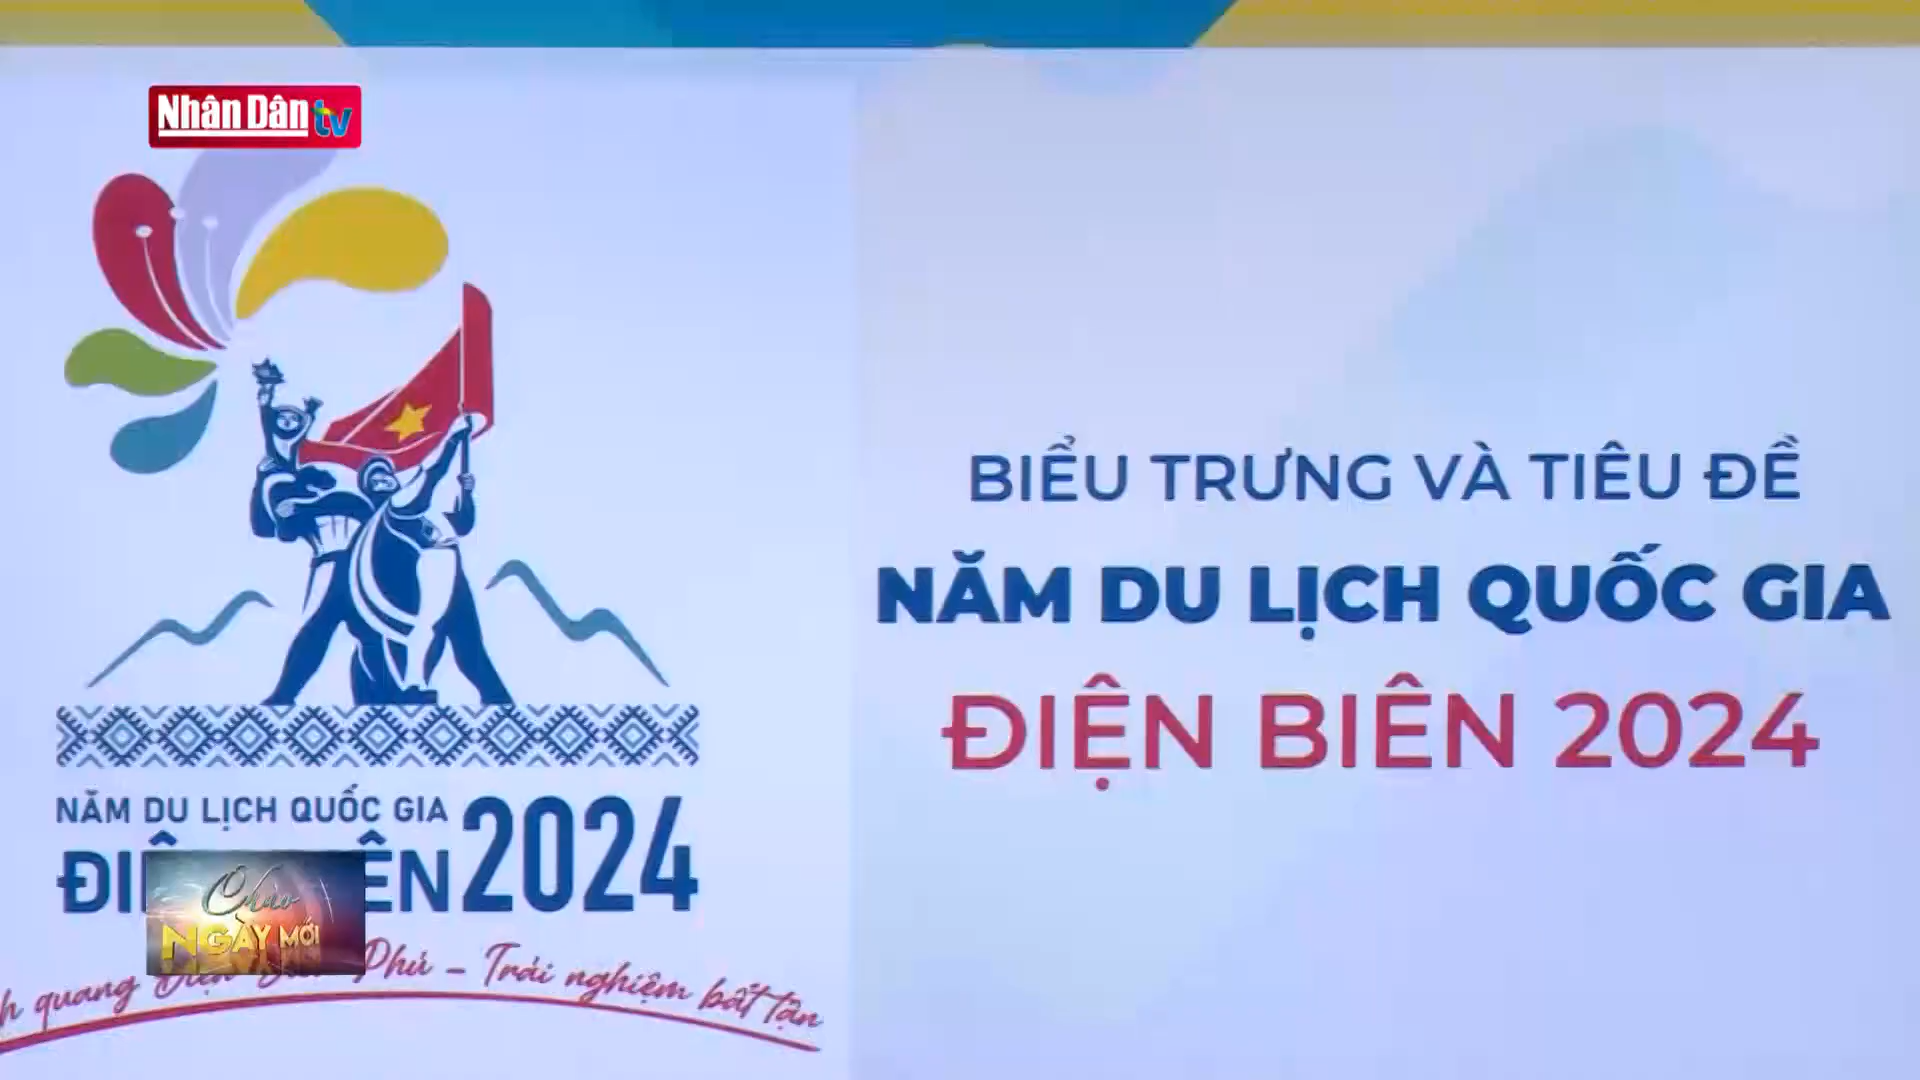 Nhân Dân tv
BIỂU TRƯNG VÀ TIÊU ĐỀ
NĂM DU LỊCH QUỐC GIA
ĐIỆN BIÊN 2024
NĂM DU LỊCH QUỐC GIA
2024
Chào
NGÀY MỚI
quang Điện Phủ - Trải nghiệm bất tận